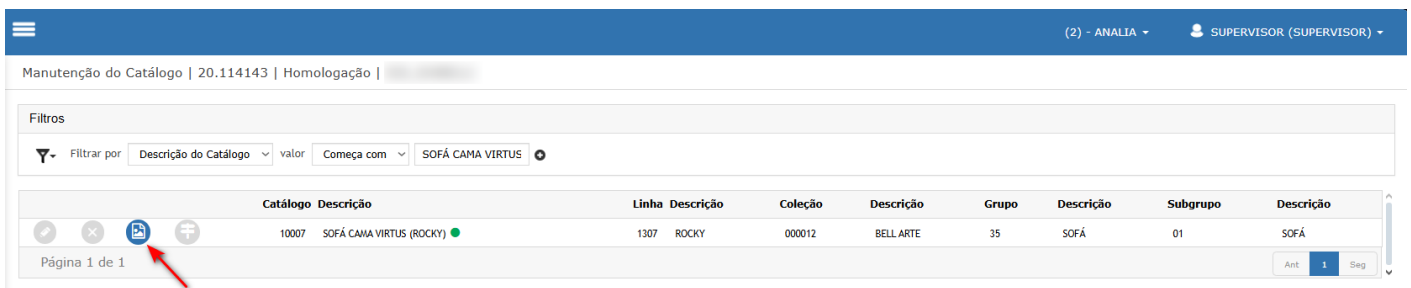 (2) - ANALIA SUPERVISOR (SUPERVISOR)
Manutenção do Catálogo | 20.114143 | Homologação |
Filtros
Filtrar por Descrição do Catálogo valor Começa com SOFÁ CAMA VIRTUS
Catálogo Descrição Linha Descrição Coleção Descrição Grupo Descrição Subgrupo Descrição
10007 SOFÁ CAMA VIRTUS (ROCKY) 1307 ROCKY 000012 BELL ARTE 35 SOFÁ 01 SOFÁ
Página 1 de 1 Ant 1 Seg